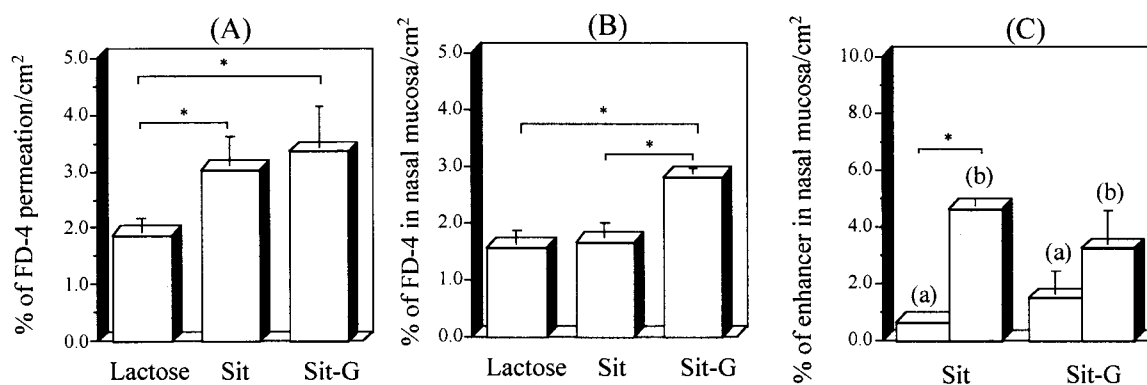 (A)
% of FD-4 permeation/cm²
5.0
4.0
3.0
2.0
1.0
0.0
*
*
Lactose Sit Sit-G
(B)
% of FD-4 in nasal mucosa/cm²
5.0
4.0
3.0
2.0
1.0
0.0
*
*
Lactose Sit Sit-G
(C)
% of enhancer in nasal mucosa/cm²
10.0
8.0
6.0
4.0
2.0
0.0
*
(a)
(b)
(a)
(b)
Sit Sit-G